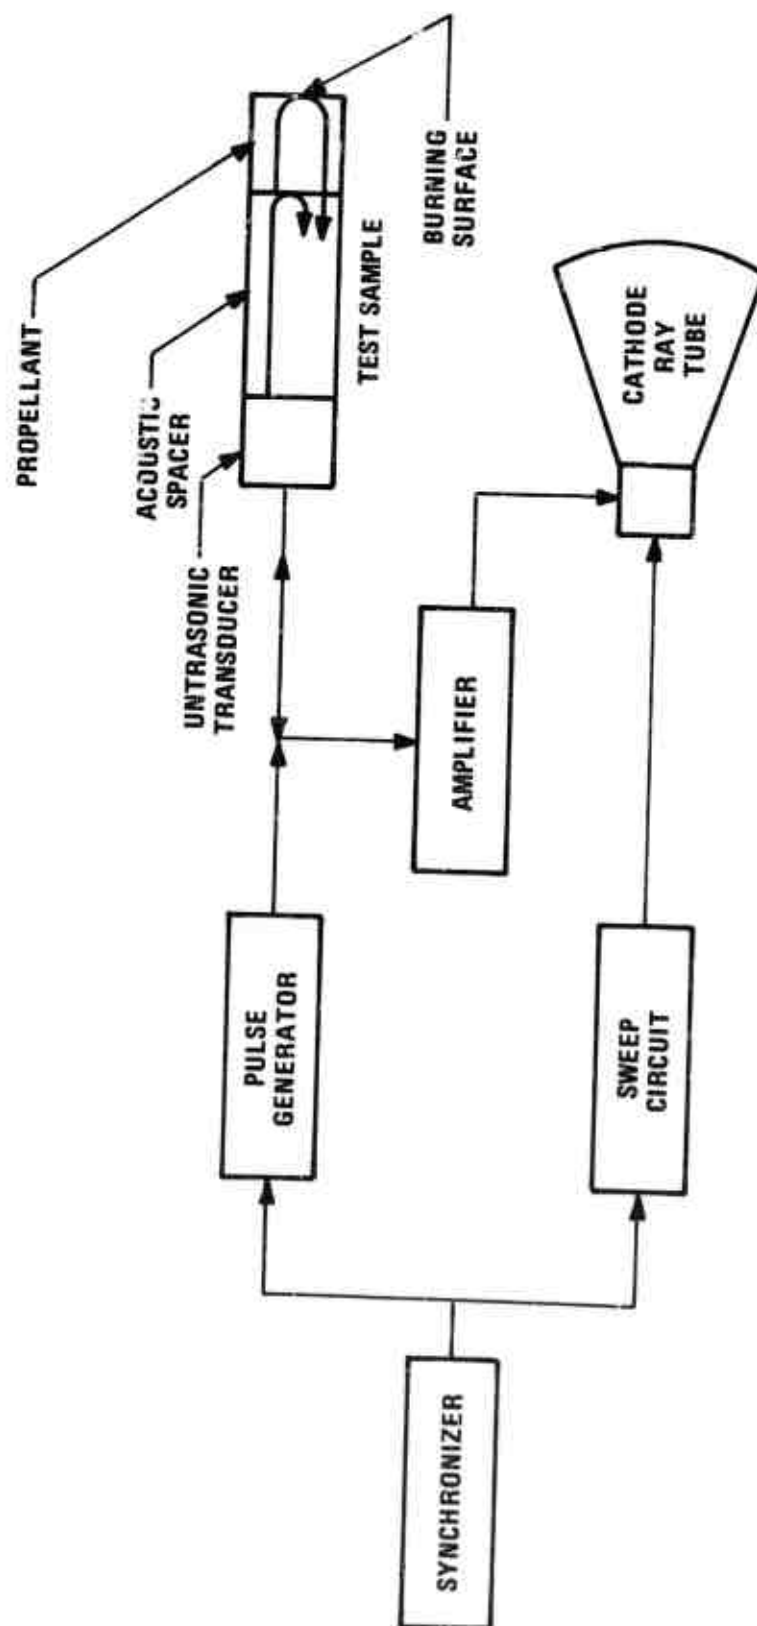 PROPELLANT
ACOUSTIC
SPACER
UNTRASONIC
TRANSDUCER
TEST SAMPLE
BURNING
SURFACE
PULSE
GENERATOR
AMPLIFIER
CATHODE
RAY
TUBE
SYNCHRONIZER
SWEEP
CIRCUIT